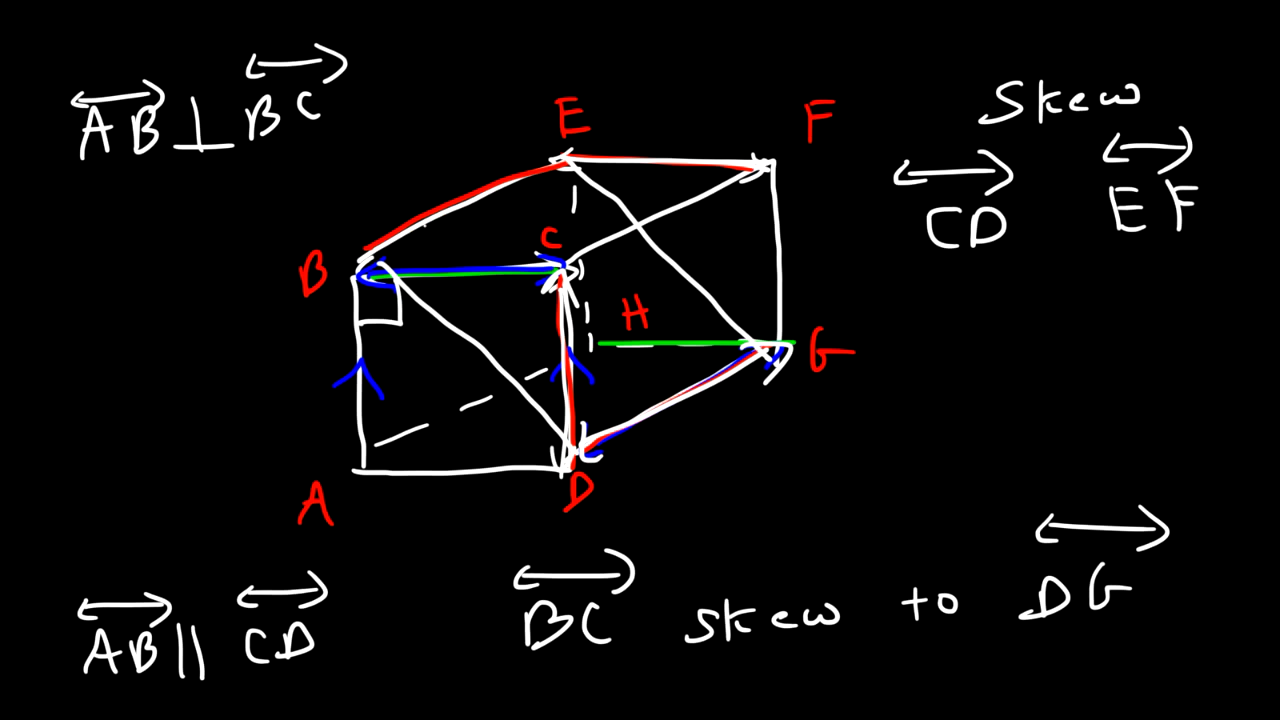 AB ⊥ BC
Skew
CD EF
E
F
B
C
H
G
A
D
AB || CD
BC skew to DG